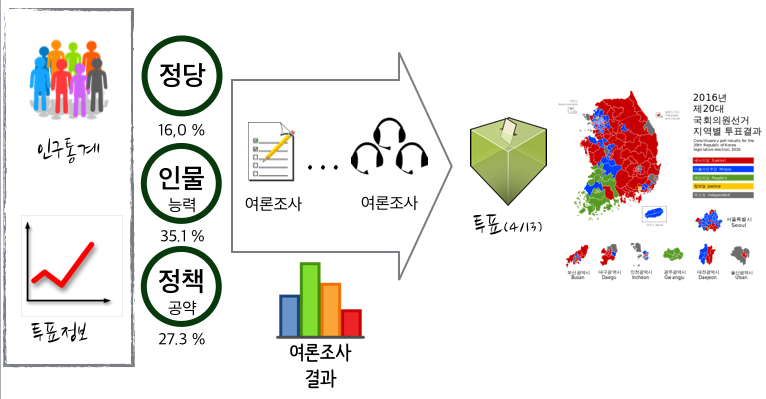 인구통계
투표정보
정당
16,0 %
인물
능력
35.1 %
정책
공약
27.3 %
여론조사
...
여론조사
여론조사
결과
투표(4/13)
2016년
제20대
국회의원선거
지역별 투표결과
Constituency poll results for the
20th Republic of Korea
legislative election, 2016
새누리당 Saenuri
더불어민주당 Minjoo
국민의당 People's
정의당 Justice
무소속 Independent
서울특별시
Seoul
부산광역시
Busan
대구광역시
Daegu
인천광역시
Incheon
광주광역시
Gwangju
대전광역시
Daejeon
울산광역시
Ulsan